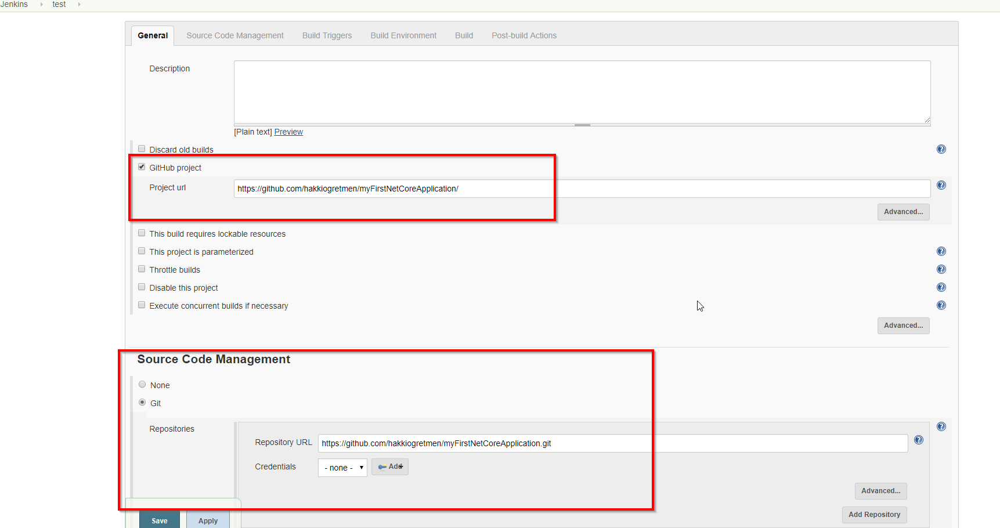 Jenkins test
General Source Code Management Build Triggers Build Environment Build Post-build Actions
Description
[Plain text] Preview
Discard old builds
GitHub project
Project url https://github.com/hakkiogretmen/myFirstNetCoreApplication/
Advanced...
This build requires lockable resources
This project is parameterized
Throttle builds
Disable this project
Execute concurrent builds if necessary
Advanced...
Source Code Management
None
Git
Repositories
Repository URL https://github.com/hakkiogretmen/myFirstNetCoreApplication.git
Credentials - none - Add
Advanced...
Add Repository
Save Apply